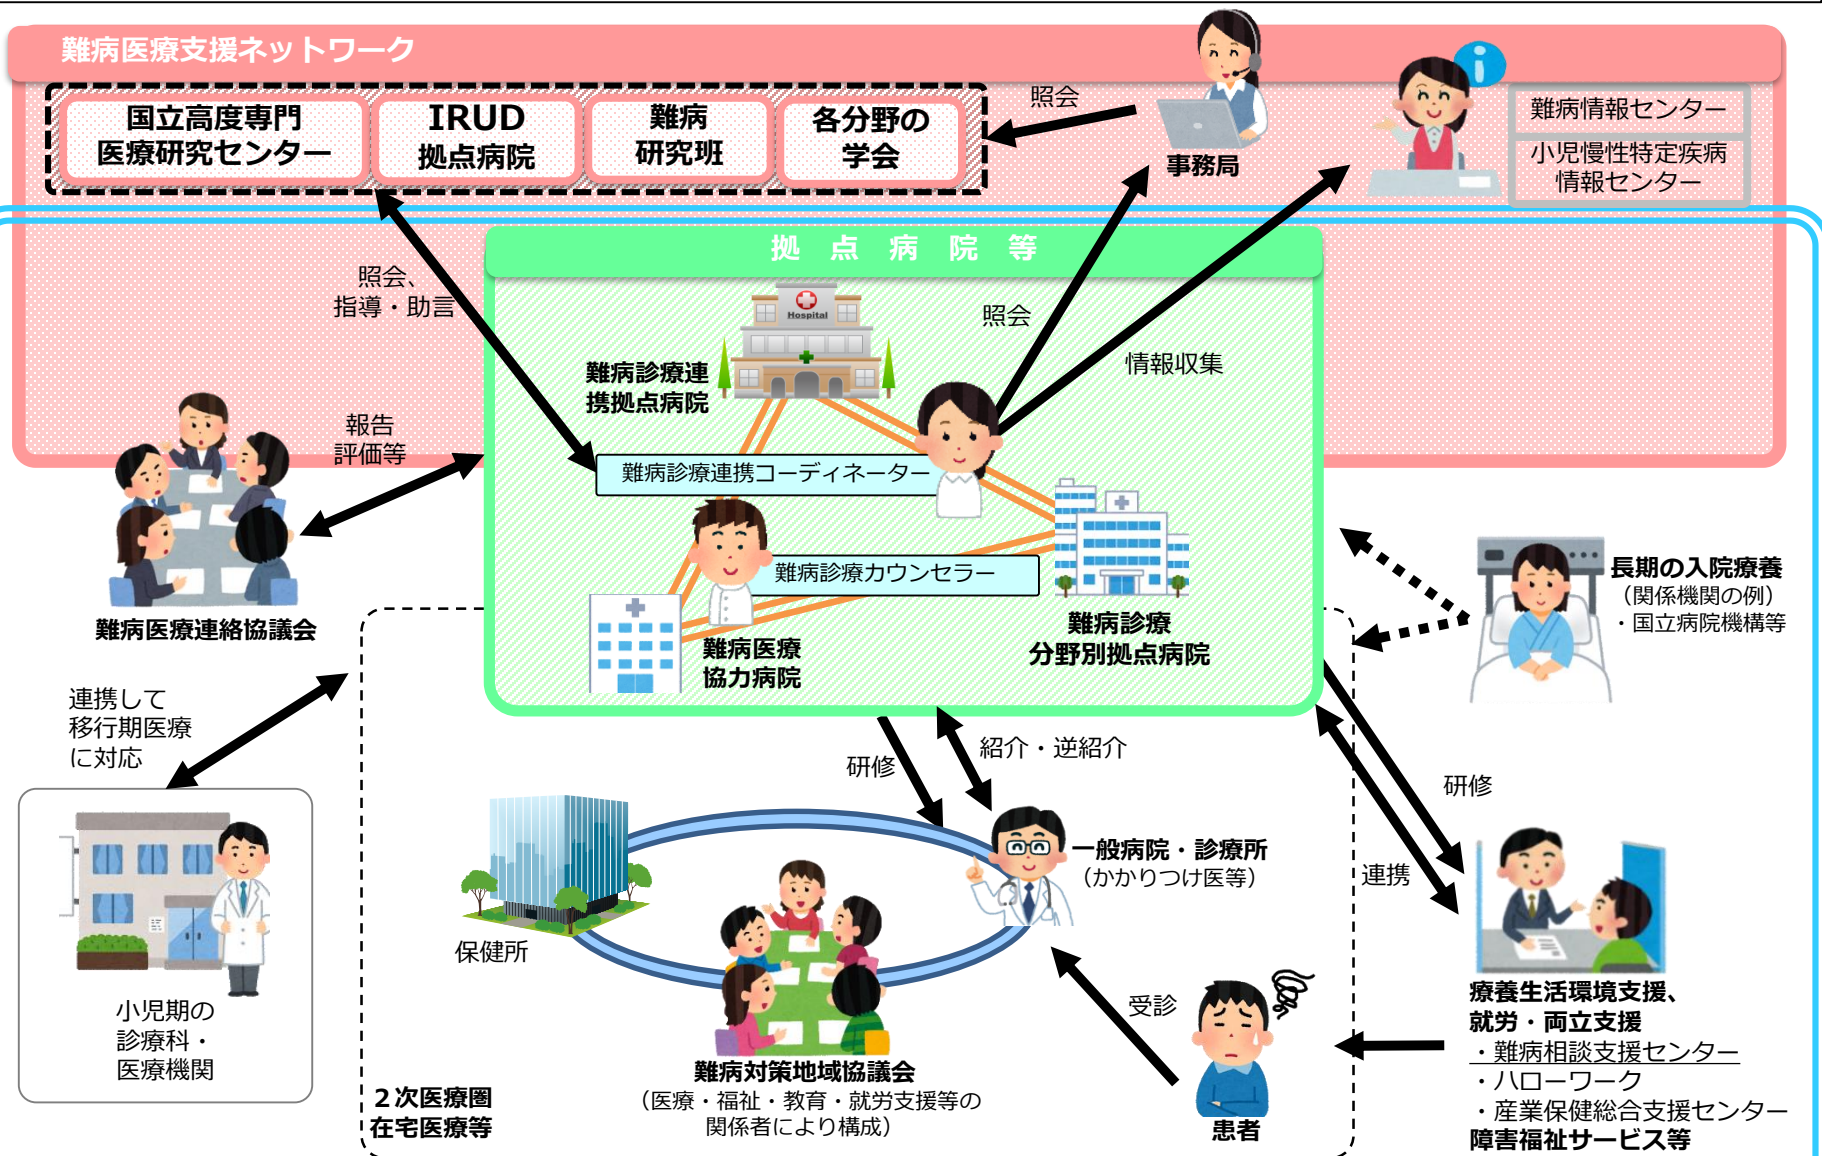 難病医療支援ネットワーク
国立高度専門
医療研究センター
IRUD
拠点病院
難病
研究班
各分野の
学会
照会
事務局
難病情報センター
小児慢性特定疾病
情報センター
拠点病院等
照会、
指導・助言
Hospital
照会
情報収集
難病診療連
携拠点病院
報告
評価等
難病診療連携コーディネーター
難病診療カウンセラー
難病医療連絡協議会
難病医療
協力病院
難病診療
分野別拠点病院
長期の入院療養
（関係機関の例）
・国立病院機構等
連携して
移行期医療
に対応
研修
紹介・逆紹介
研修
連携
一般病院・診療所
（かかりつけ医等）
保健所
小児期の
診療科・
医療機関
受診
難病対策地域協議会
（医療・福祉・教育・就労支援等の
関係者により構成）
２次医療圏
在宅医療等
患者
療養生活環境支援、
就労・両立支援
・難病相談支援センター
・ハローワーク
・産業保健総合支援センター
障害福祉サービス等